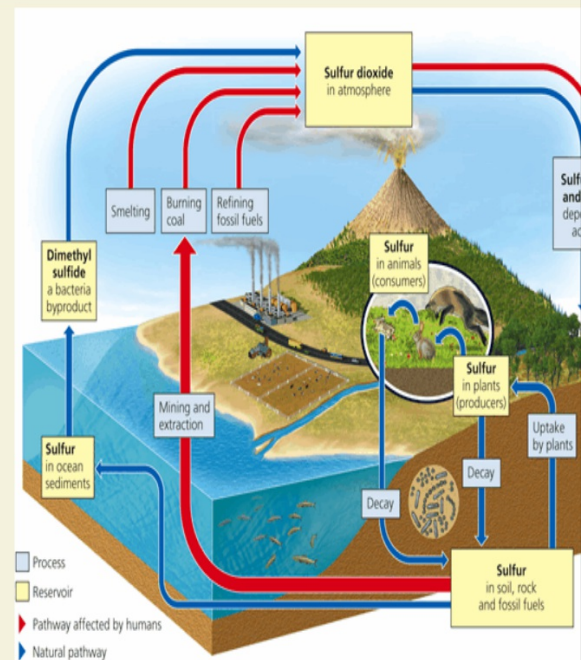 Sulfur dioxide
in atmosphere
Smelting
Burning
coal
Refining
fossil fuels
Dimethyl
sulfide
a bacteria
byproduct
Sulfur
in animals
(consumers)
Sulfur
in plants
(producers)
Mining and
extraction
Uptake
by plants
Sulfur
in ocean
sediments
Decay
Decay
Sulfur
in soil, rock
and fossil fuels
Process
Reservoir
Pathway affected by humans
Natural pathway
and